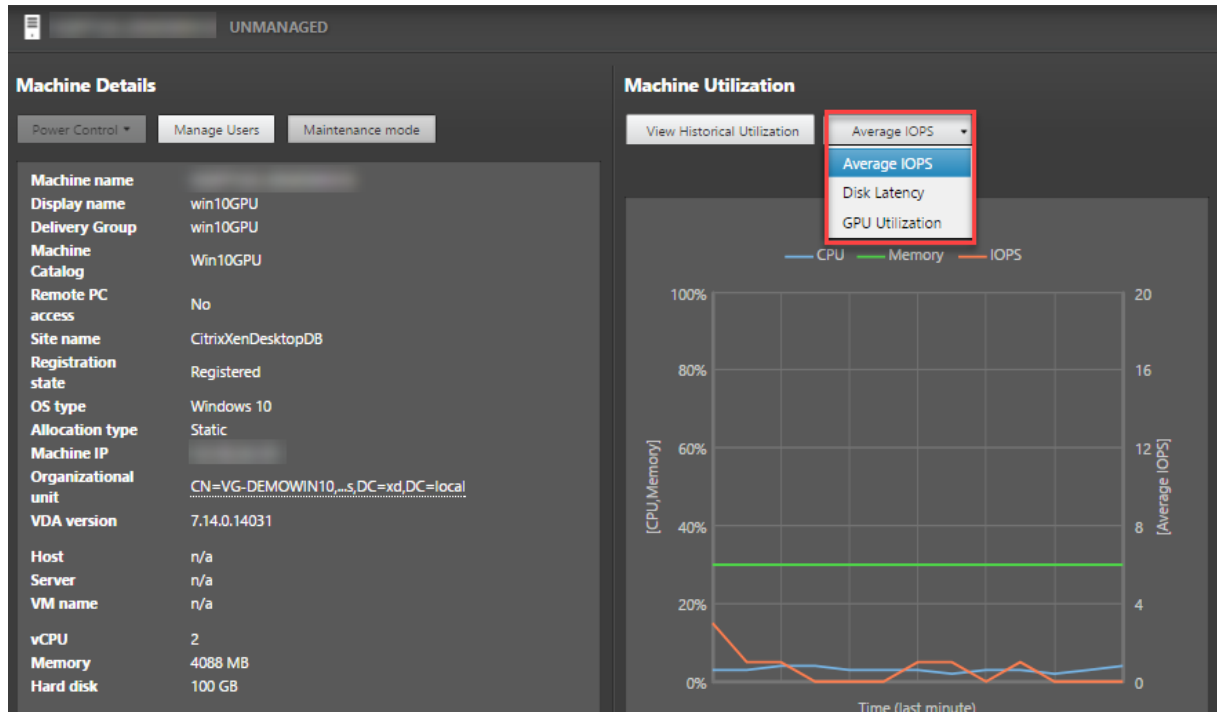 UNMANAGED
Machine Details
Power Control
Manage Users
Maintenance mode
Machine name
Display name win10GPU
Delivery Group win10GPU
Machine
Catalog
Win10GPU
Remote PC
access
No
Site name CitrixXenDesktopDB
Registration
state
Registered
OS type Windows 10
Allocation type Static
Machine IP
Organizational
unit
CN=VG-DEMOWIN10,...s,DC=xd,DC=local
VDA version 7.14.0.14031
Host n/a
Server n/a
VM name n/a
vCPU 2
Memory 4088 MB
Hard disk 100 GB
Machine Utilization
View Historical Utilization
Average IOPS
Average IOPS
Disk Latency
GPU Utilization
CPU Memory IOPS
100% 20
80% 16
60% 12
40% 8
20% 4
0% 0
[CPU,Memory]
[Average IOPS]
Time (last minute)